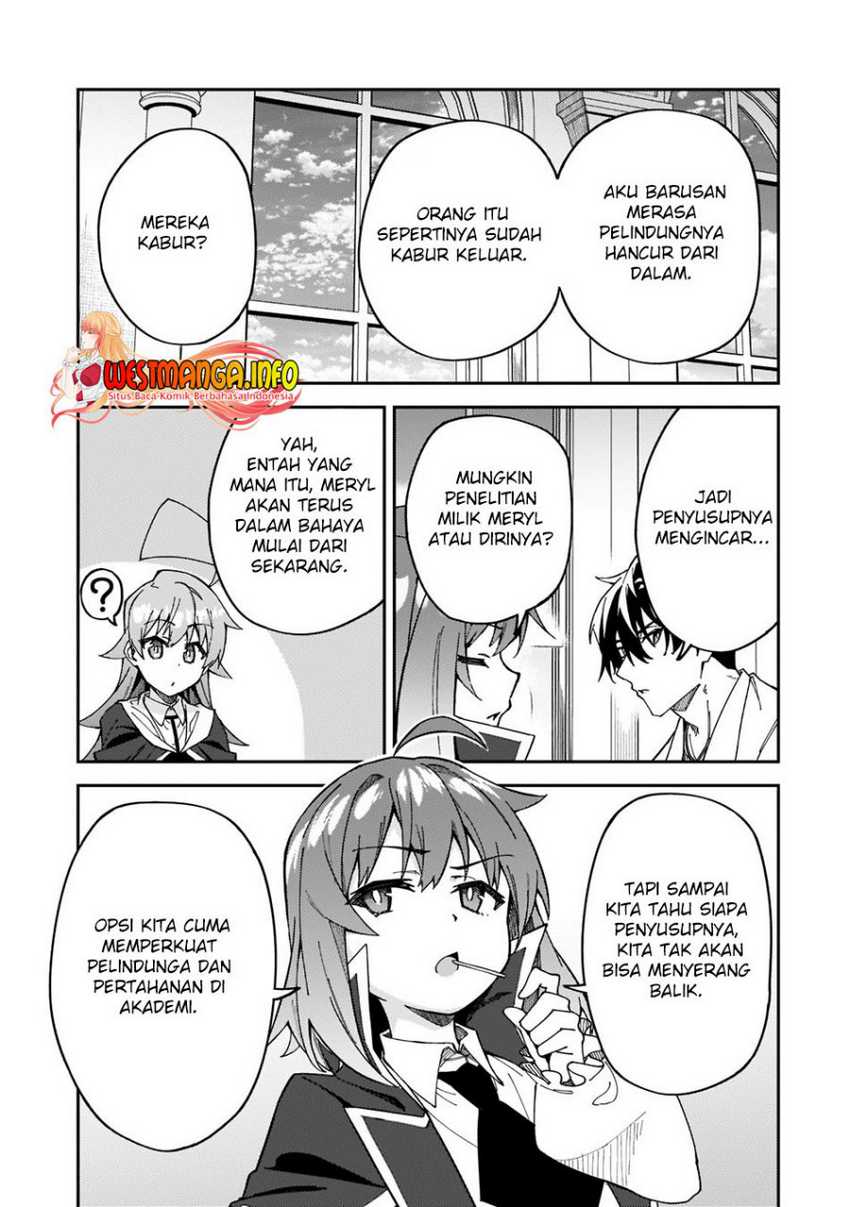 AKU BARUSAN
MERASA
PELINDUNGNYA
HANCUR DARI
DALAM.
ORANG ITU
SEPERTINYA SUDAH
KABUR KELUAR.
MEREKA
KABUR?
WESTMANGA.INFO
Situs Baca Komik Berbahasa Indonesia
JADI
PENYUSUPNYA
MENGINCAR...
MUNGKIN
PENELITIAN
MILIK MERYL
ATAU DIRINYA?
YAH,
ENTAH YANG
MANA ITU, MERYL
AKAN TERUS
DALAM BAHAYA
MULAI DARI
SEKARANG.
?
TAPI SAMPAI
KITA TAHU SIAPA
PENYUSUPNYA,
KITA TAK AKAN
BISA MENYERANG
BALIK.
OPSI KITA CUMA
MEMPERKUAT
PELINDUNGA DAN
PERTAHANAN DI
AKADEMI.